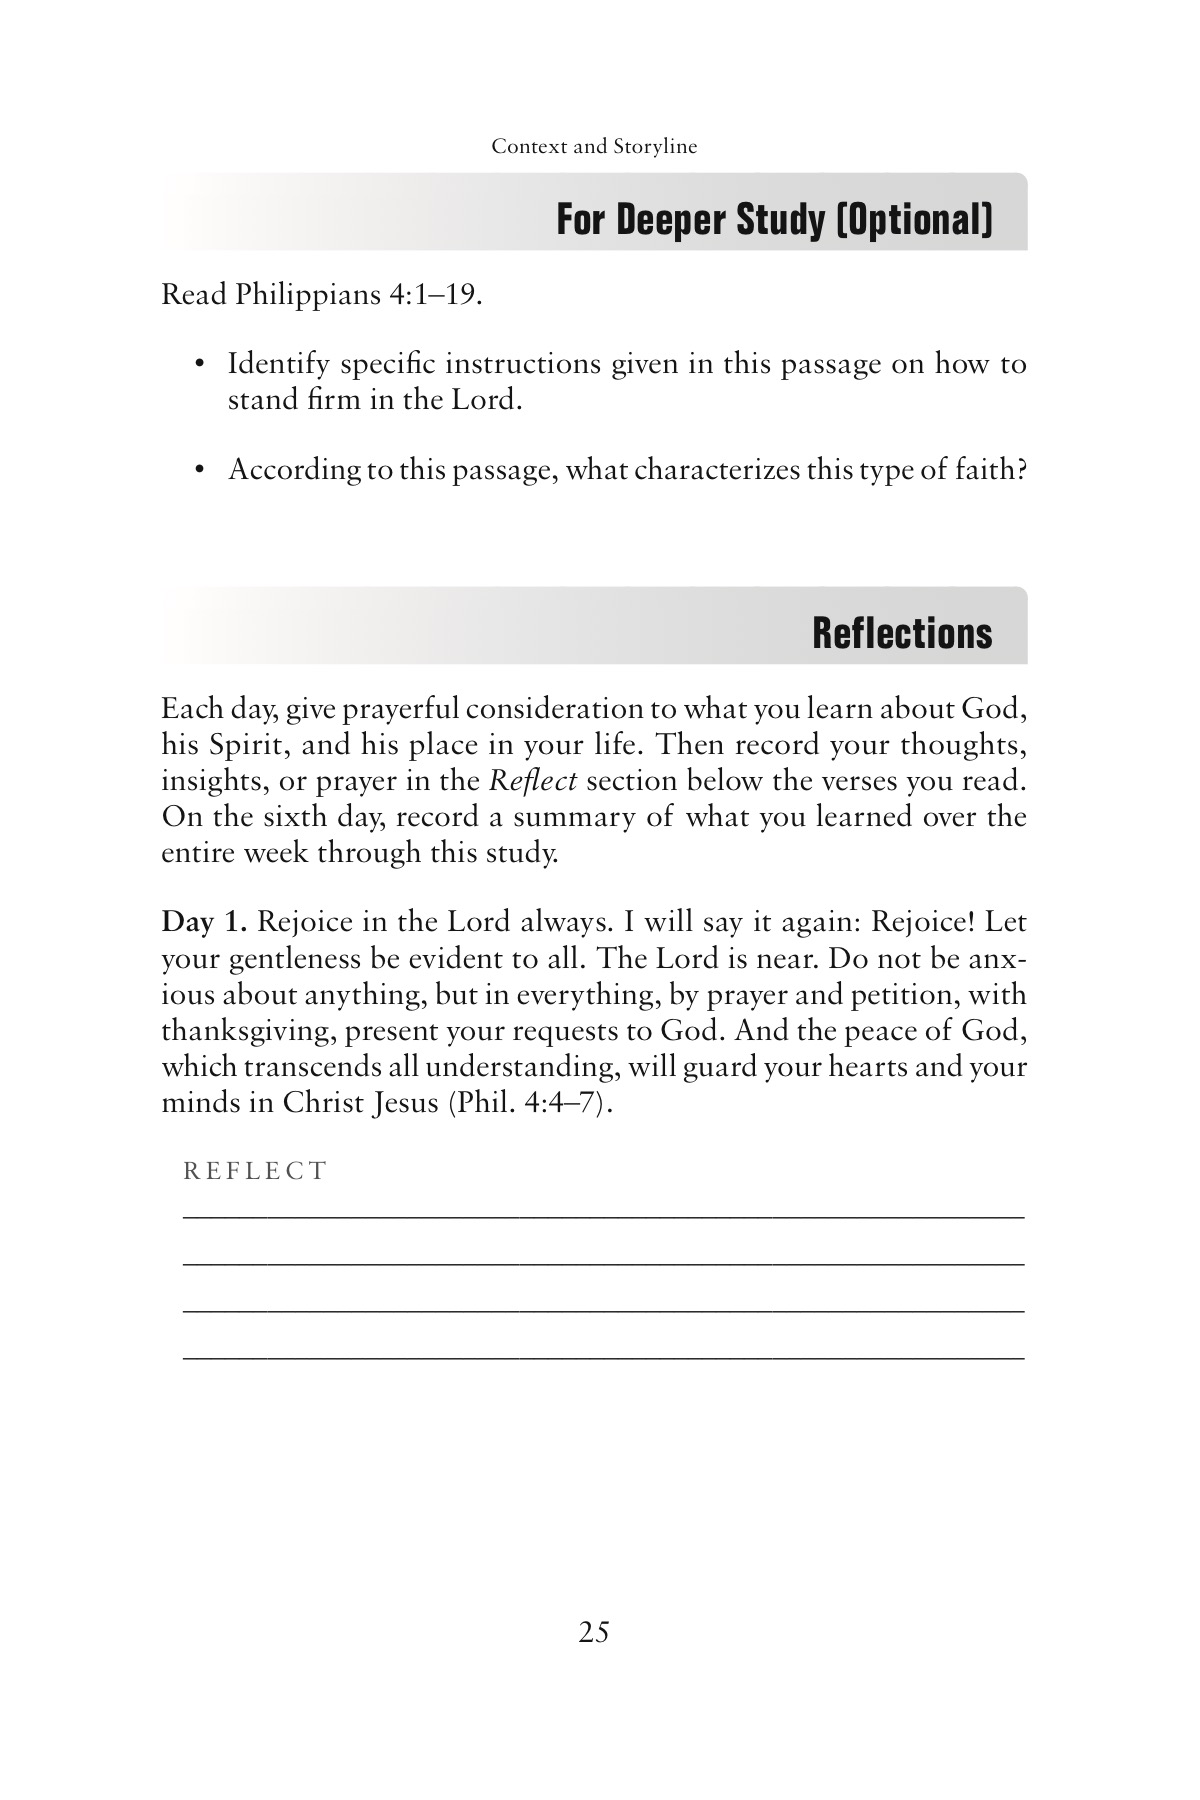 Context and Storyline
For Deeper Study (Optional)
Read Philippians 4:1–19.
• Identify specific instructions given in this passage on how to
stand firm in the Lord.
• According to this passage, what characterizes this type of faith?
Reflections
Each day, give prayerful consideration to what you learn about God,
his Spirit, and his place in your life. Then record your thoughts,
insights, or prayer in the Reflect section below the verses you read.
On the sixth day, record a summary of what you learned over the
entire week through this study.
Day 1. Rejoice in the Lord always. I will say it again: Rejoice! Let
your gentleness be evident to all. The Lord is near. Do not be anx-
ious about anything, but in everything, by prayer and petition, with
thanksgiving, present your requests to God. And the peace of God,
which transcends all understanding, will guard your hearts and your
minds in Christ Jesus (Phil. 4:4–7).
REFLECT
25